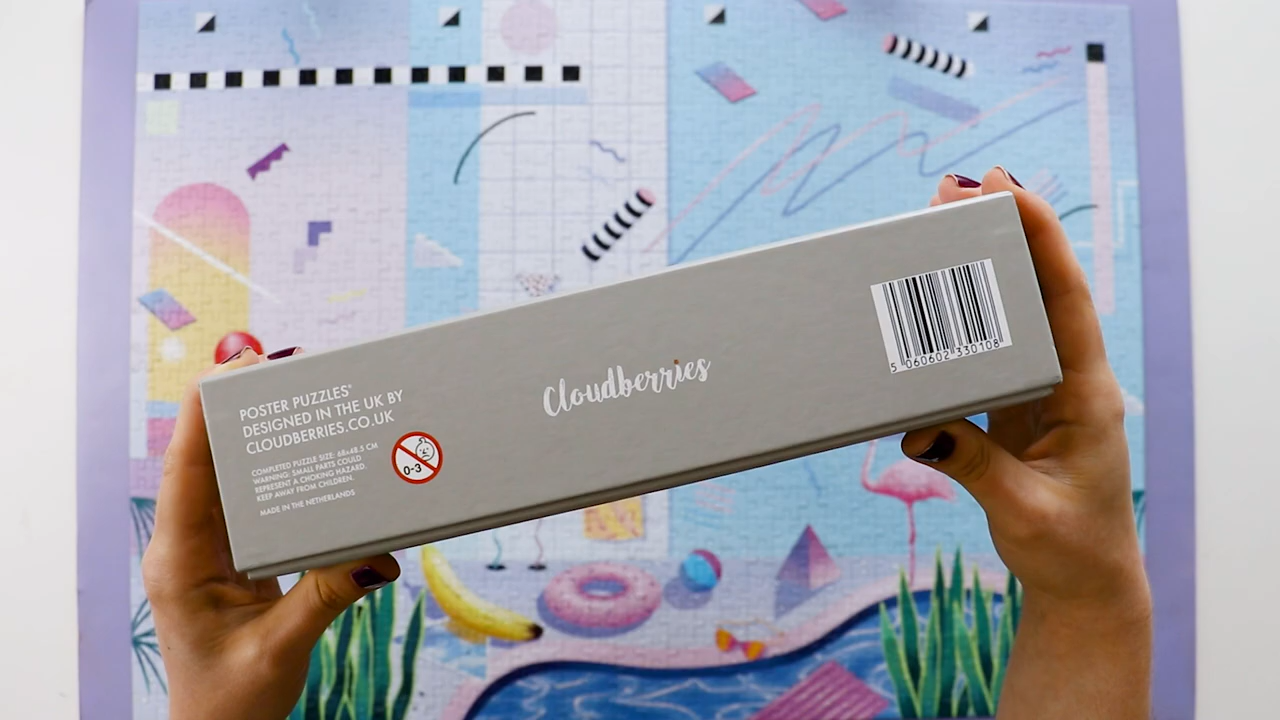 POSTER PUZZLES®
DESIGNED IN THE UK BY
CLOUDBERRIES.CO.UK
COMPLETED PUZZLE SIZE: 68x48.5 CM
WARNING: SMALL PARTS COULD
REPRESENT A CHOKING HAZARD.
KEEP AWAY FROM CHILDREN.
MADE IN THE NETHERLANDS
0-3
Cloudberries
5 060602 330108